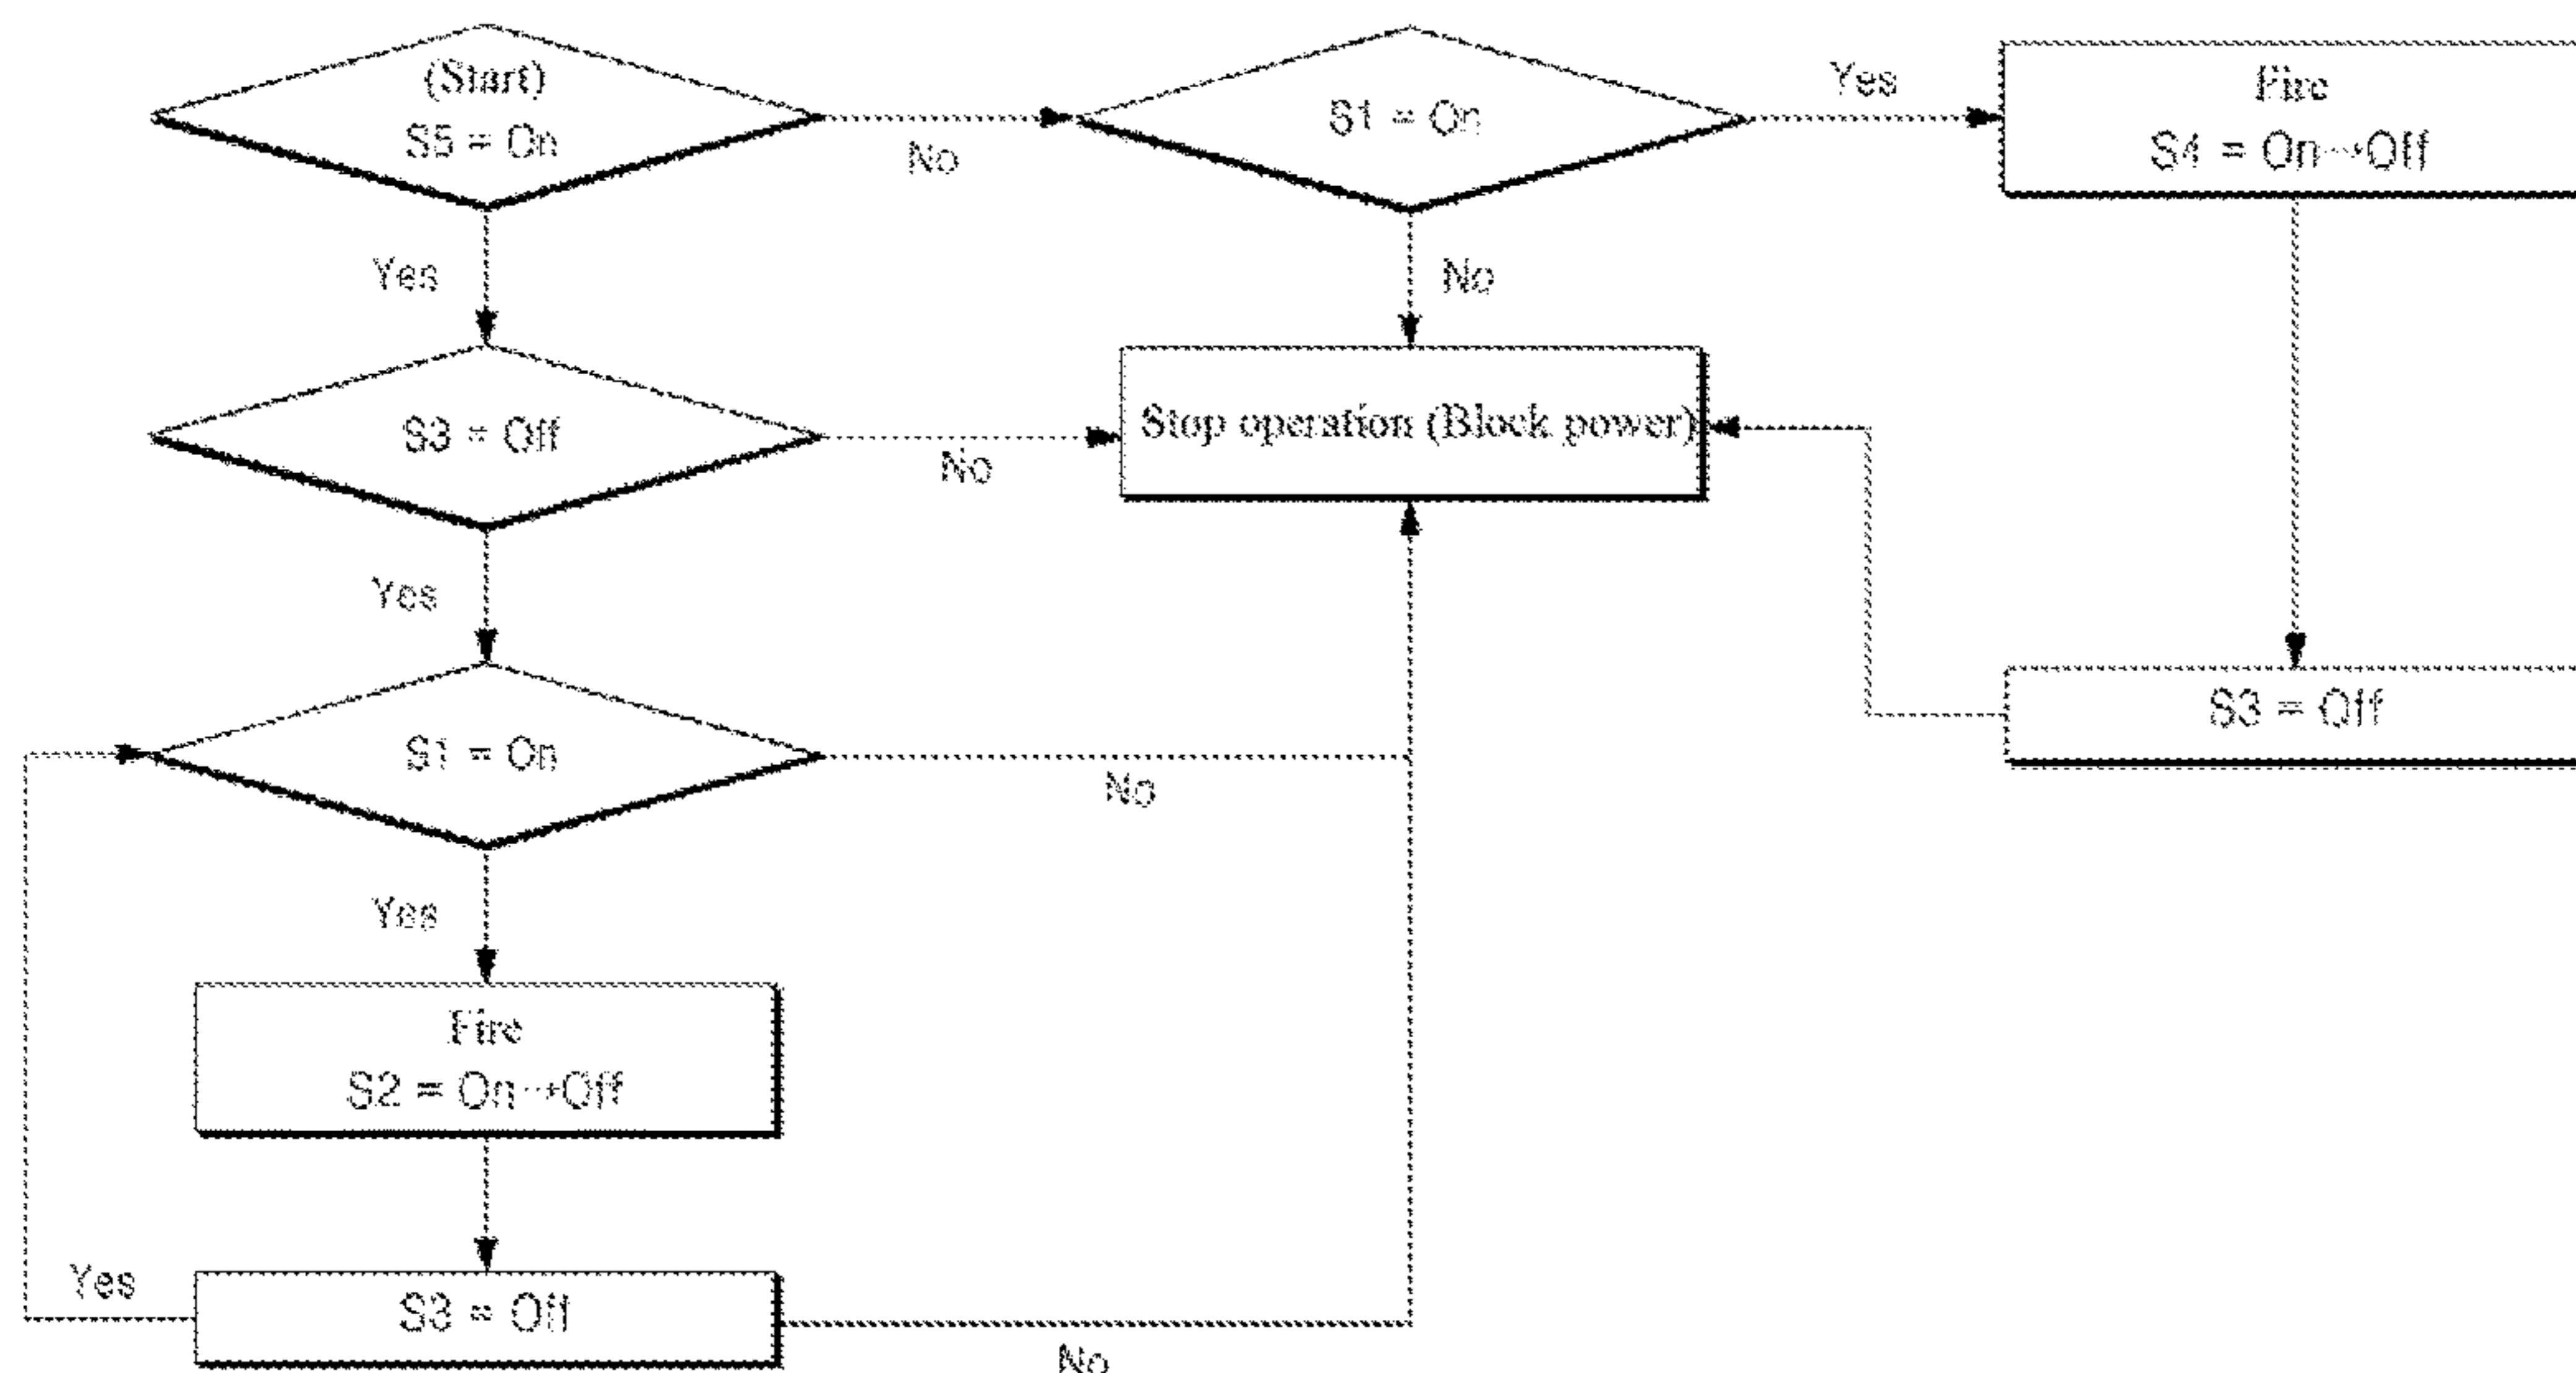 (Start)
S5 = On
No
S1 = On
Yes
Fire
S4 = On→Off
Yes
No
S3 = Off
No
Stop operation (Block power)
Yes
S1 = On
No
S3 = Off
Yes
Fire
S2 = On→Off
Yes
S3 = Off
No